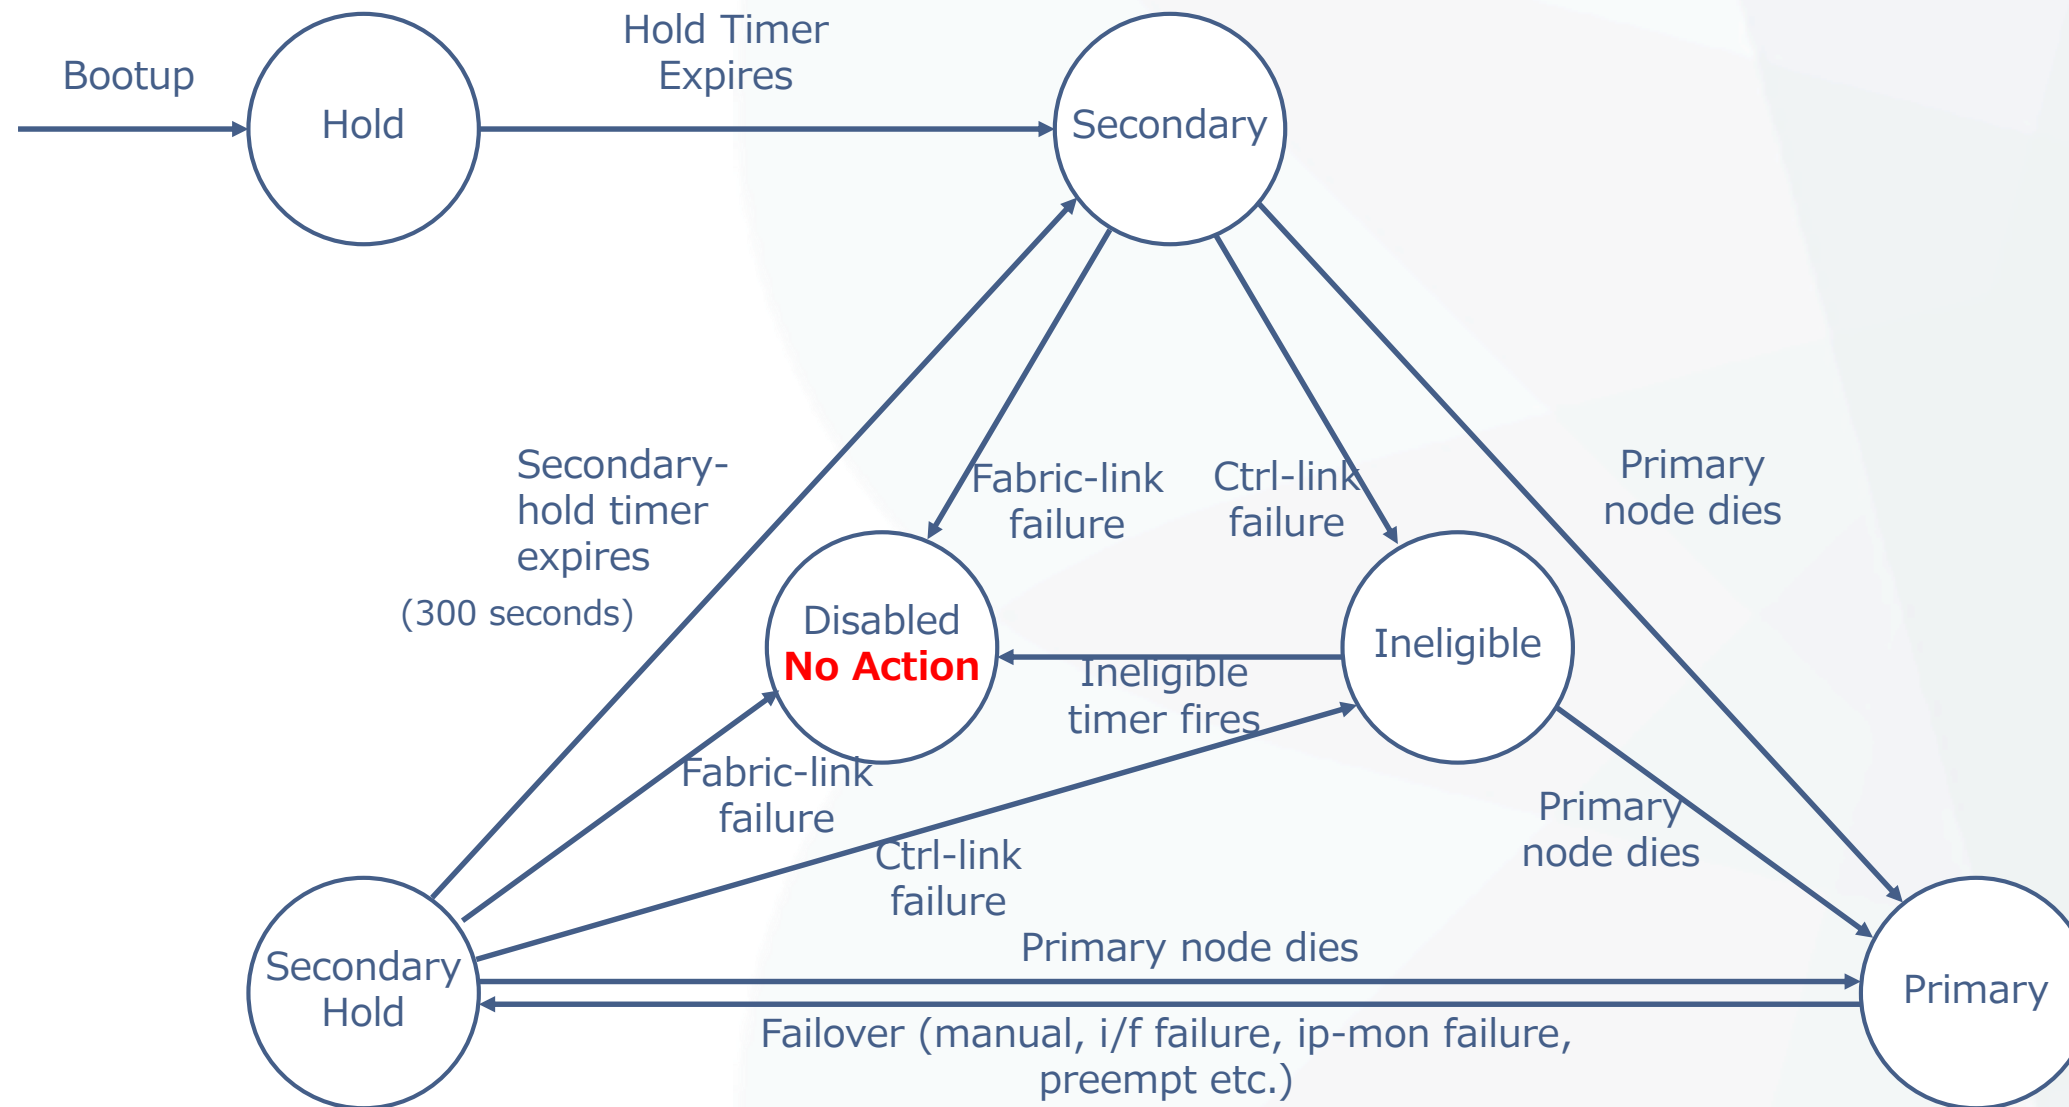 Bootup
Hold
Hold Timer
Expires
Secondary
Secondary-
hold timer
expires
(300 seconds)
Fabric-link
failure
Ctrl-link
failure
Primary
node dies
Disabled
No Action
Ineligible
timer fires
Ineligible
Fabric-link
failure
Ctrl-link
failure
Primary
node dies
Secondary
Hold
Primary node dies
Failover (manual, i/f failure, ip-mon failure,
preempt etc.)
Primary